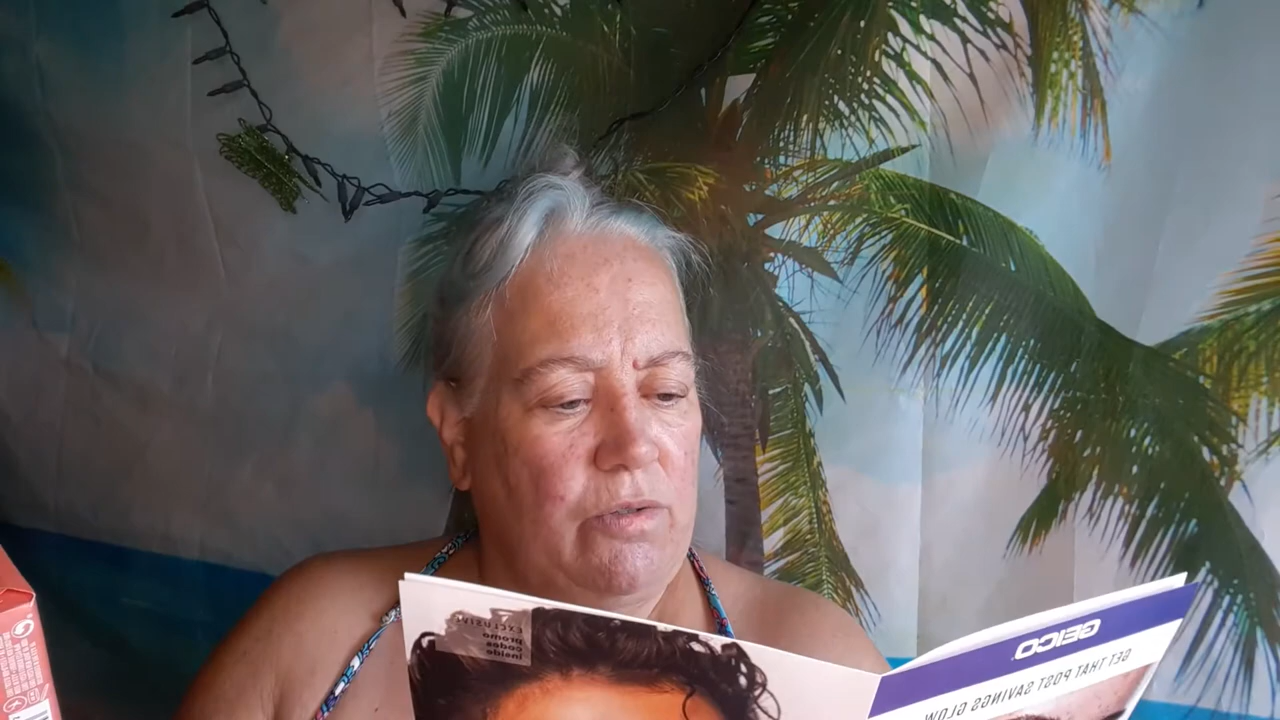 EXCLUSIVE
promo
codes
inside
GEICO
GET THAT POST SAVINGS GLOW